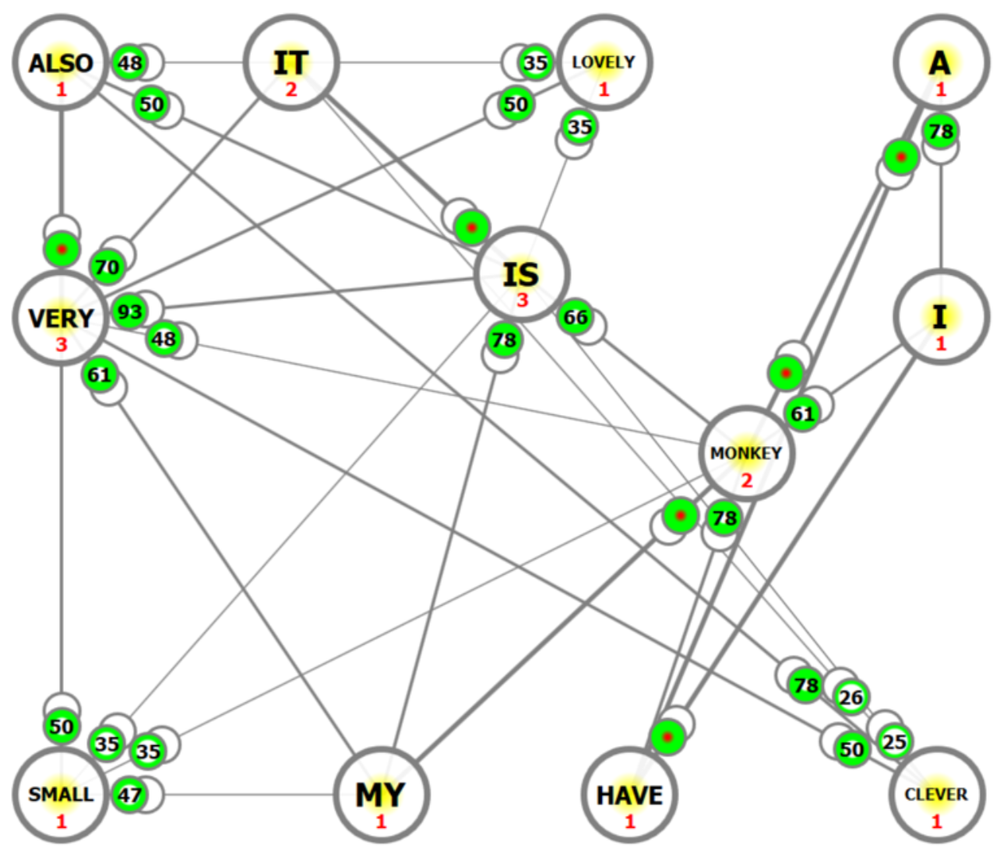 ALSO 48 IT 35 LOVELY A
1 2 1 1
50 50
35 78
70
IS
3
93 66
VERY 48 78 I
3 1
61
61
MONKEY
2
78
78 26
50 35 35 50 25
SMALL 47 MY HAVE CLEVER
1 1 1 1